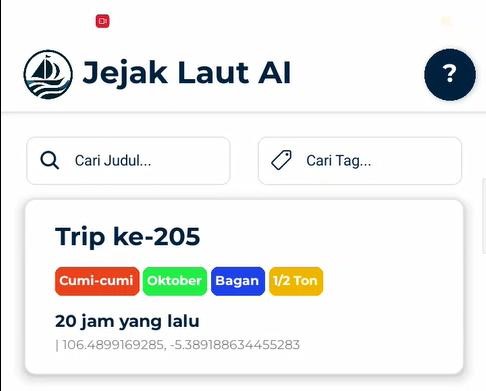 Jejak Laut AI ?
Cari Judul... Cari Tag...
Trip ke-205
Cumi-cumi Oktober Bagan 1/2 Ton
20 jam yang lalu
| 106.4899169285, -5.389188634455283